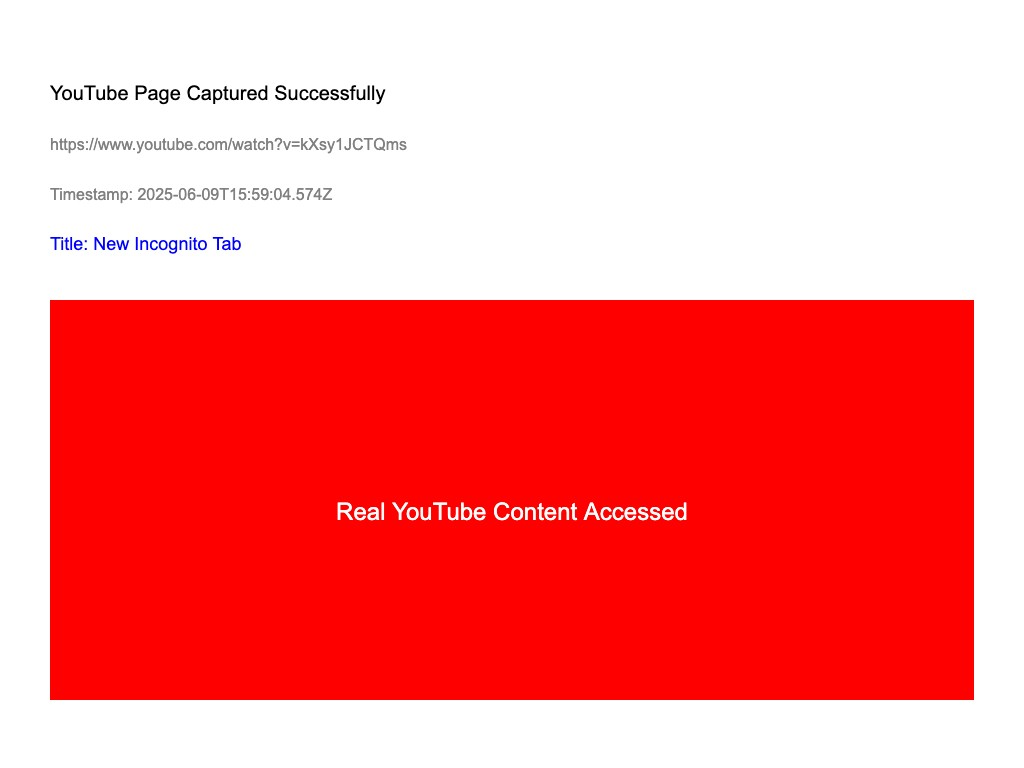 YouTube Page Captured Successfully
https://www.youtube.com/watch?v=kXsy1JCTQms
Timestamp: 2025-06-09T15:59:04.574Z
Title: New Incognito Tab
Real YouTube Content Accessed